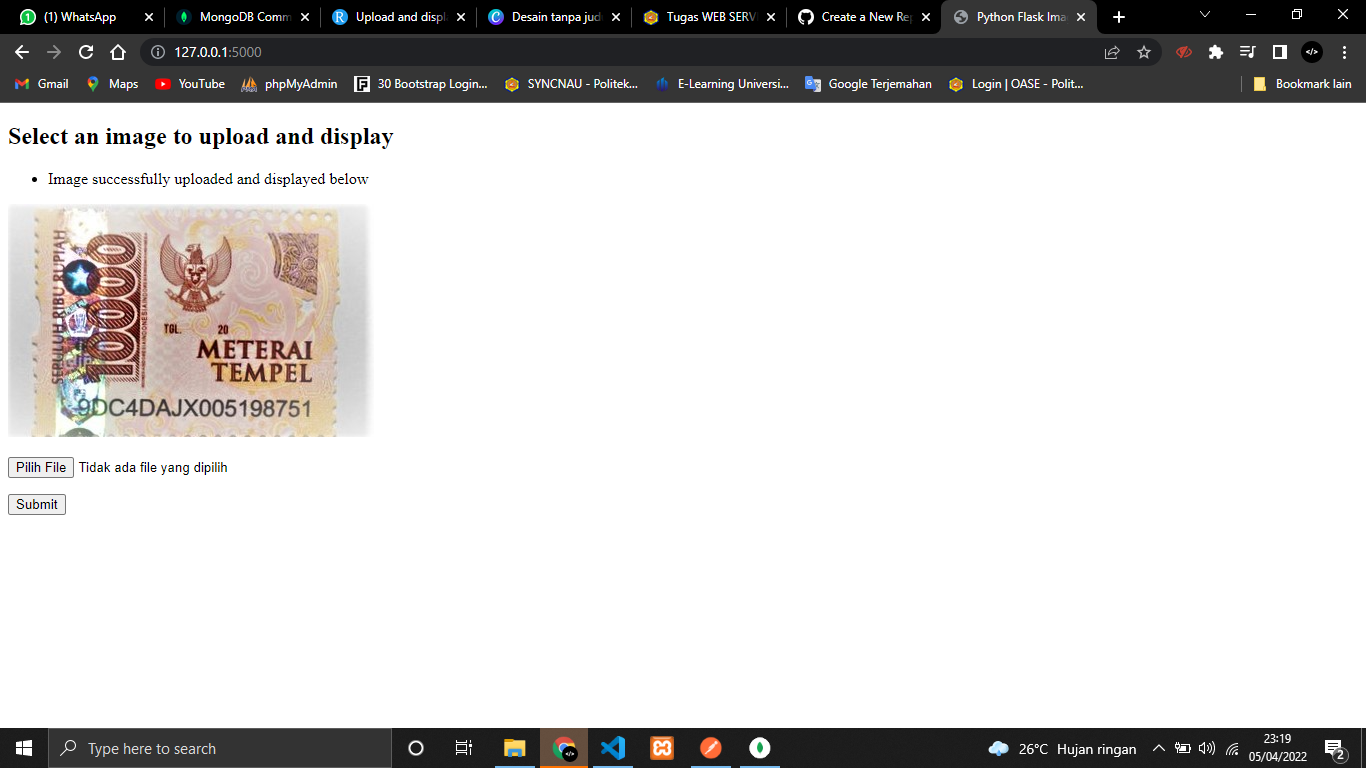 (1) WhatsApp
MongoDB Comm
Upload and displ
Desain tanpa jud
Tugas WEB SERV
Create a New Rep
Python Flask Ima
127.0.0.1:5000
Gmail
Maps
YouTube
phpMyAdmin
30 Bootstrap Login...
SYNCNAU - Politek...
E-Learning Universi...
Google Terjemahan
Login | OASE - Polit...
Bookmark lain
Select an image to upload and display
• Image successfully uploaded and displayed below
SEPULUH RIBU RUPIAH
10000
TGL. 20
METERAI
TEMPEL
9DC4DAJX005198751
Pilih File Tidak ada file yang dipilih
Submit
Type here to search
26°C Hujan ringan
23:19
05/04/2022
2